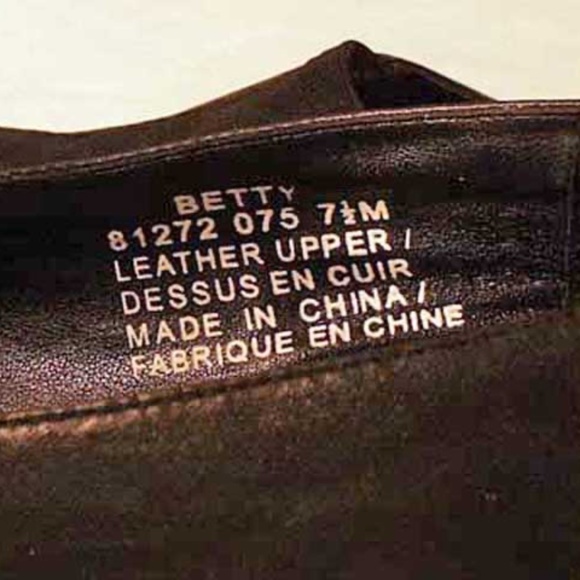 BETTY
81272 075 7½M
LEATHER UPPER /
DESSUS EN CUIR
MADE IN CHINA /
FABRIQUE EN CHINE